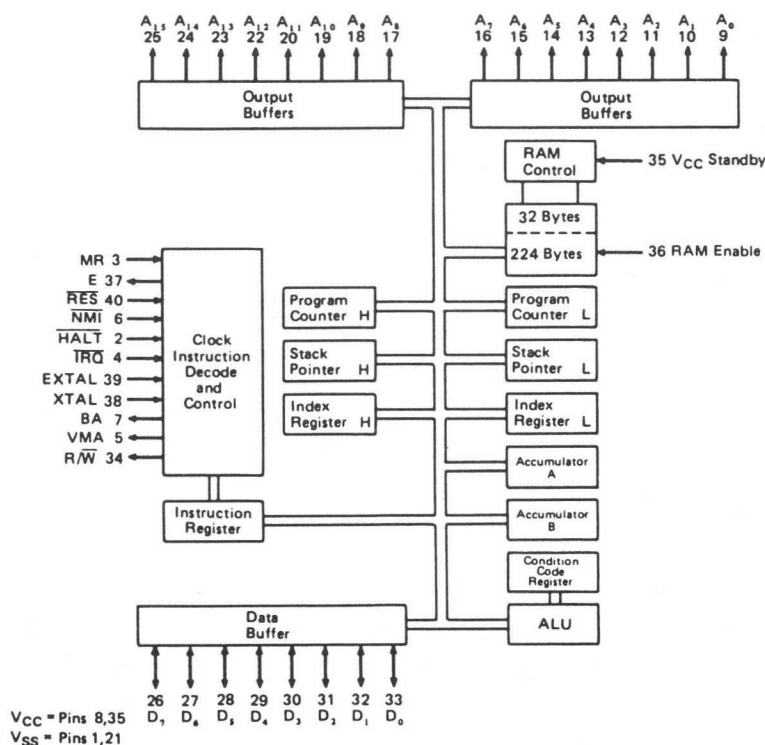 A₁₅ A₁₄ A₁₃ A₁₂ A₁₁ A₁₀ A₉ A₈
25 24 23 22 20 19 18 17
A₇ A₆ A₅ A₄ A₃ A₂ A₁ A₀
16 15 14 13 12 11 10 9
Output
Buffers
Output
Buffers
RAM
Control
35 VCC Standby
32 Bytes
224 Bytes
36 RAM Enable
MR 3
E 37
R̅E̅S̅ 40
N̅M̅I̅ 6
H̅A̅L̅T̅ 2
I̅R̅Q̅ 4
EXTAL 39
XTAL 38
BA 7
VMA 5
R/W̅ 34
Clock
Instruction
Decode
and
Control
Program
Counter H
Program
Counter L
Stack
Pointer H
Stack
Pointer L
Index
Register H
Index
Register L
Accumulator
A
Instruction
Register
Accumulator
B
Condition
Code
Register
ALU
Data
Buffer
26 27 28 29 30 31 32 33
D₇ D₆ D₅ D₄ D₃ D₂ D₁ D₀
VCC = Pins 8,35
VSS = Pins 1,21